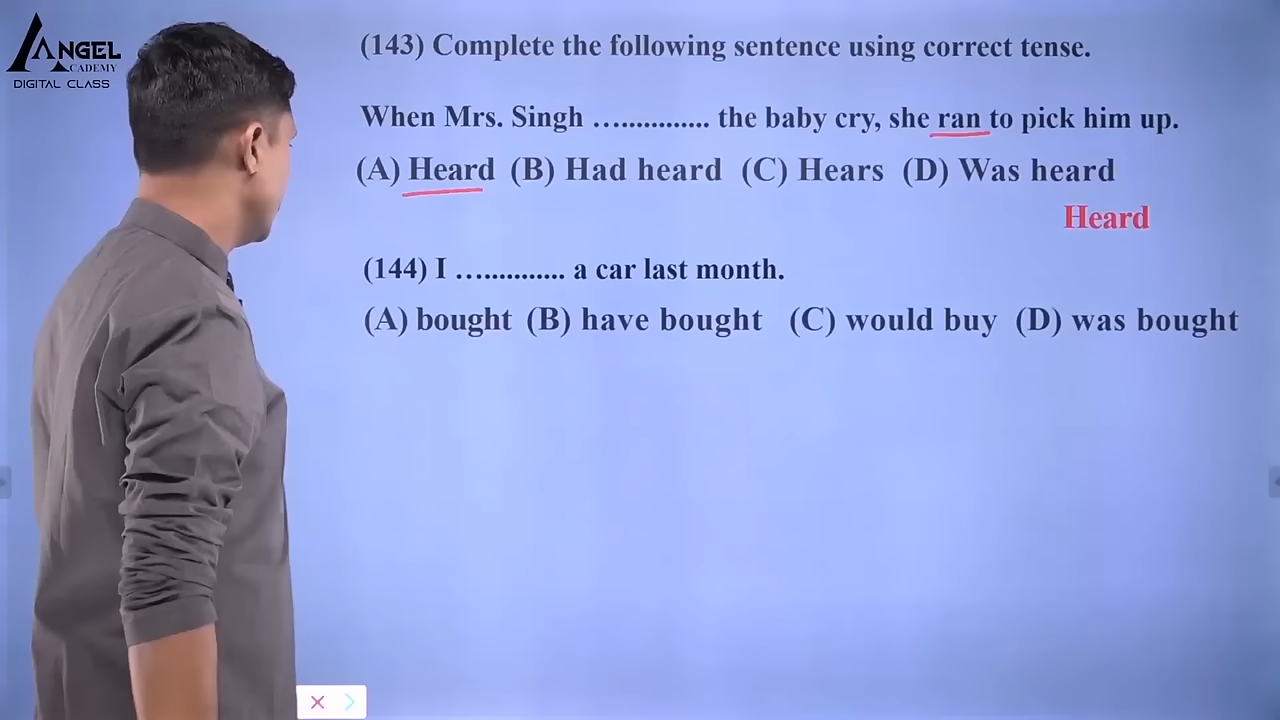 ANGEL
ACADEMY
DIGITAL CLASS
(143) Complete the following sentence using correct tense.
When Mrs. Singh …............. the baby cry, she ran to pick him up.
(A) Heard (B) Had heard (C) Hears (D) Was heard
Heard
(144) I …........... a car last month.
(A) bought (B) have bought (C) would buy (D) was bought